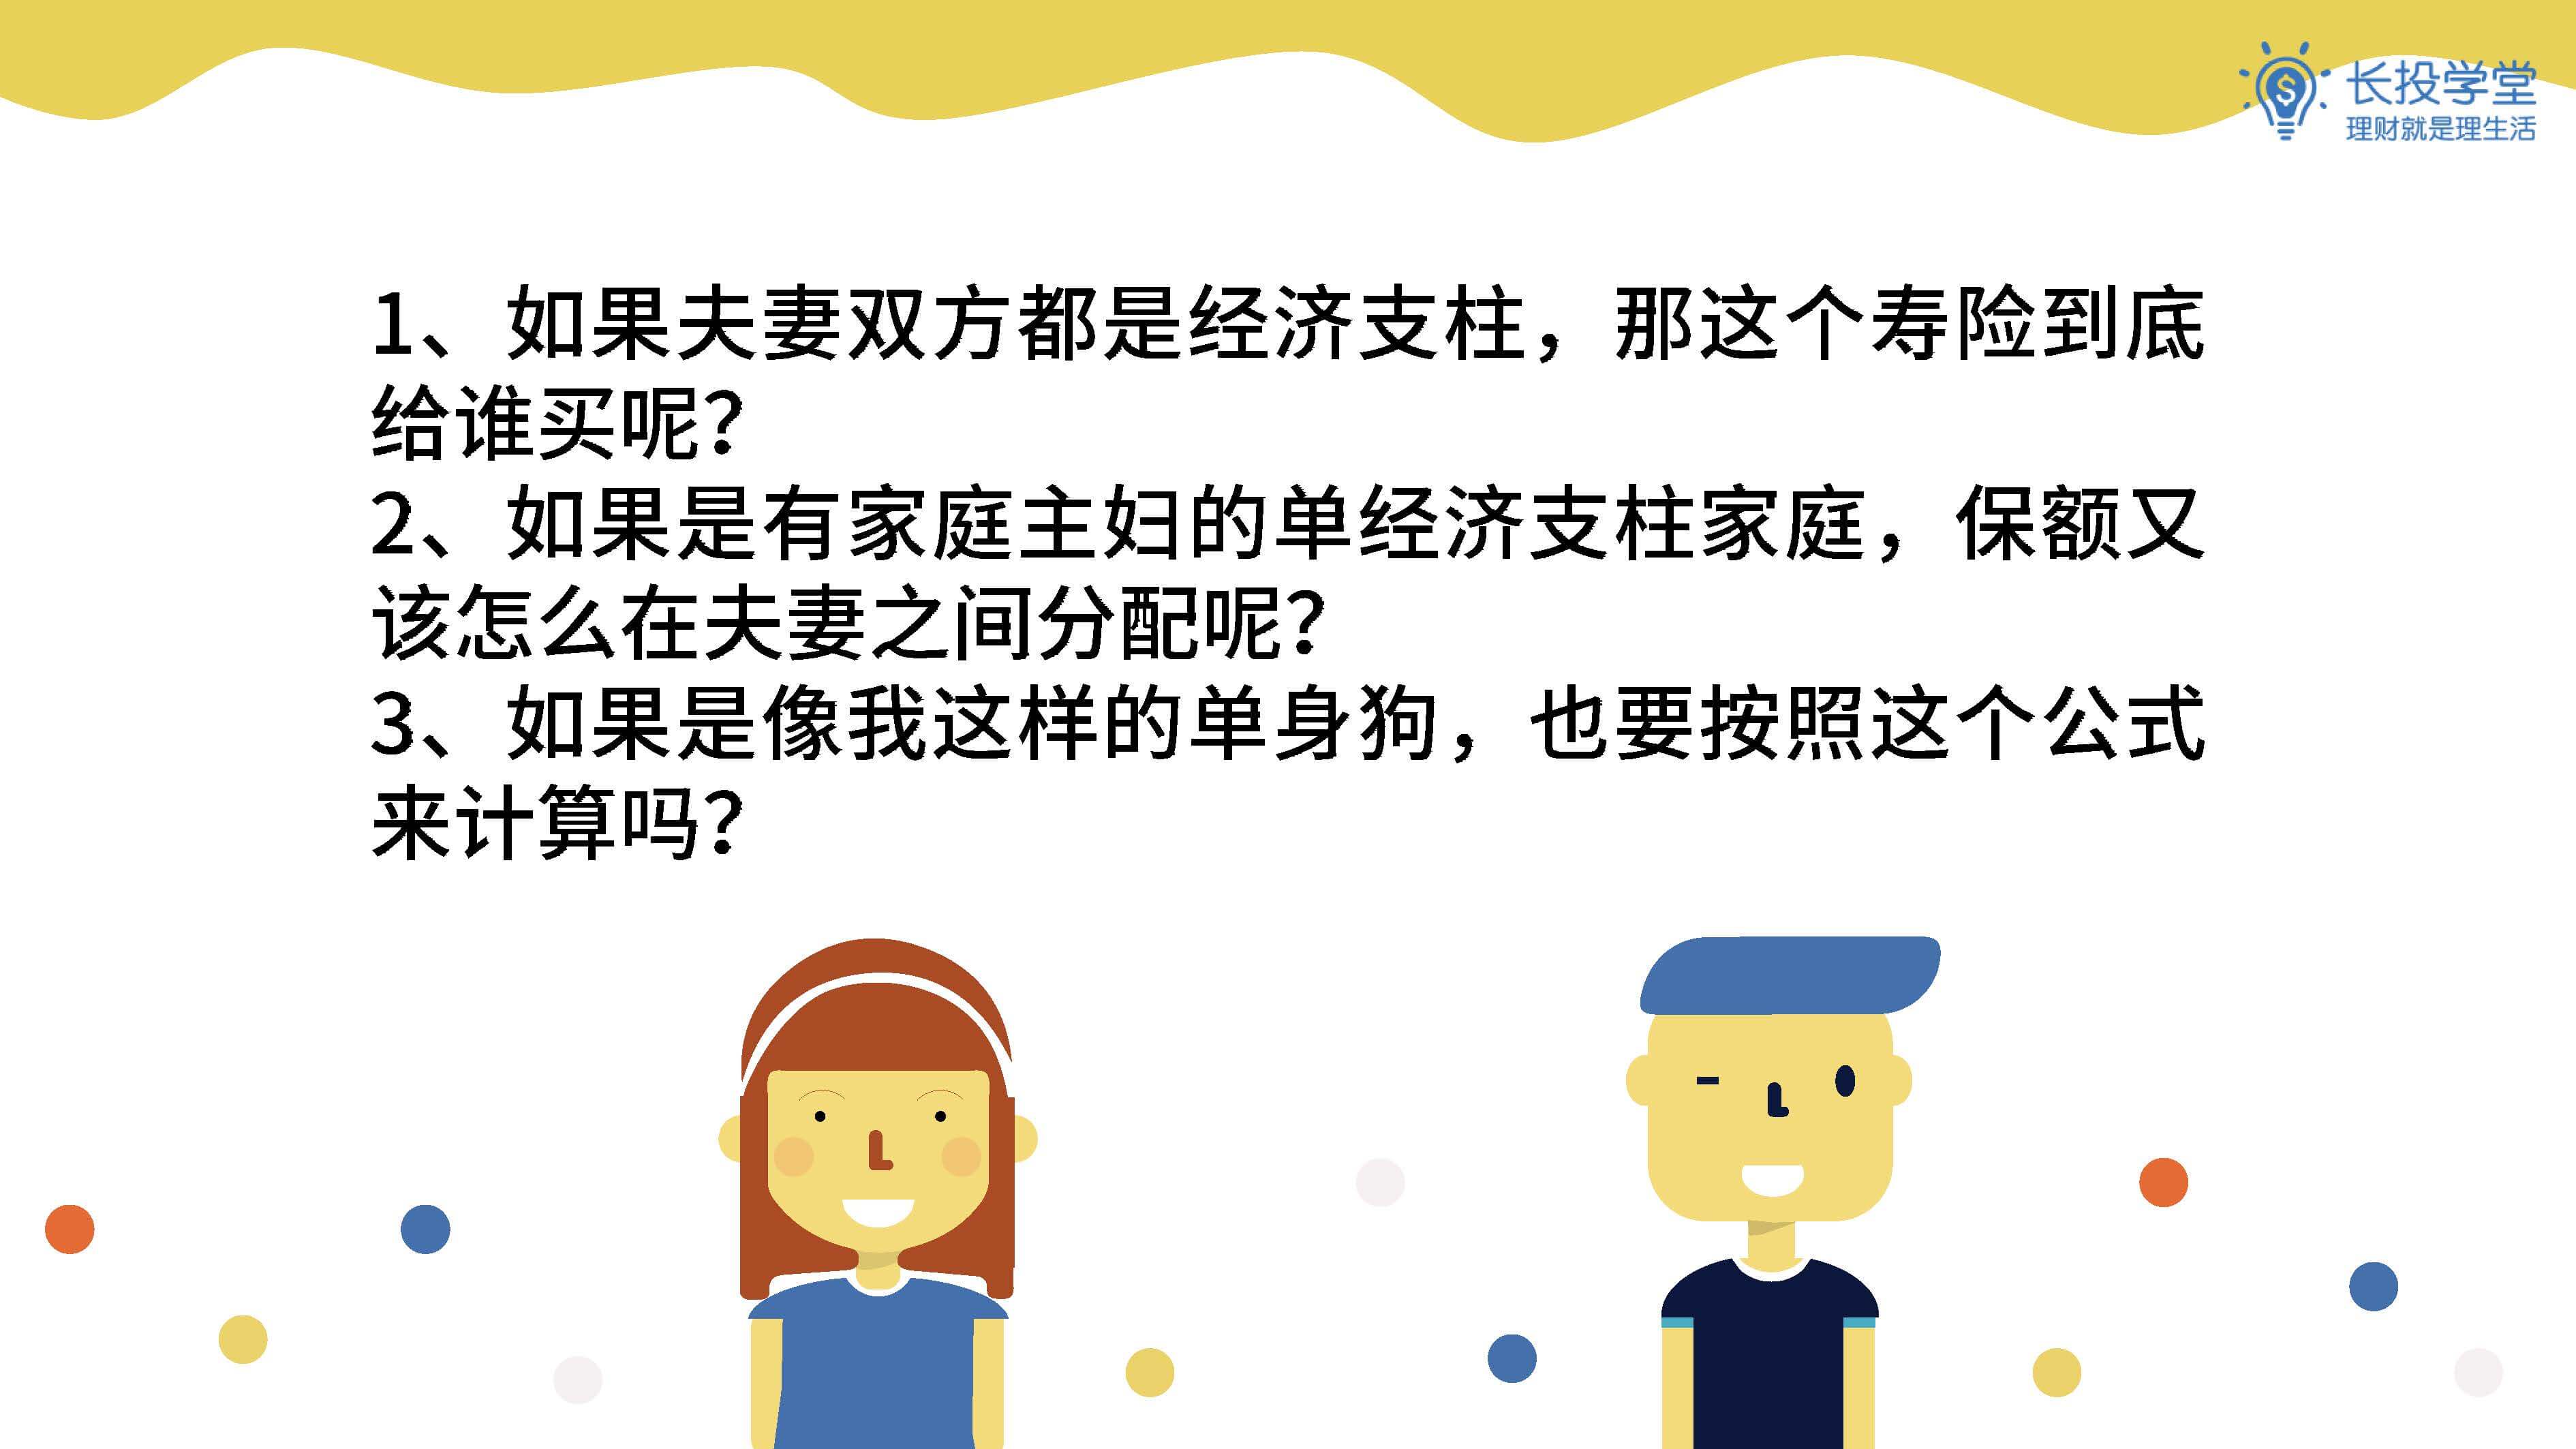 长投学堂
理财就是理生活
1、如果夫妻双方都是经济支柱，那这个寿险到底
给谁买呢？
2、如果是有家庭主妇的单经济支柱家庭，保额又
该怎么在夫妻之间分配呢？
3、如果是像我这样的单身狗，也要按照这个公式
来计算吗？